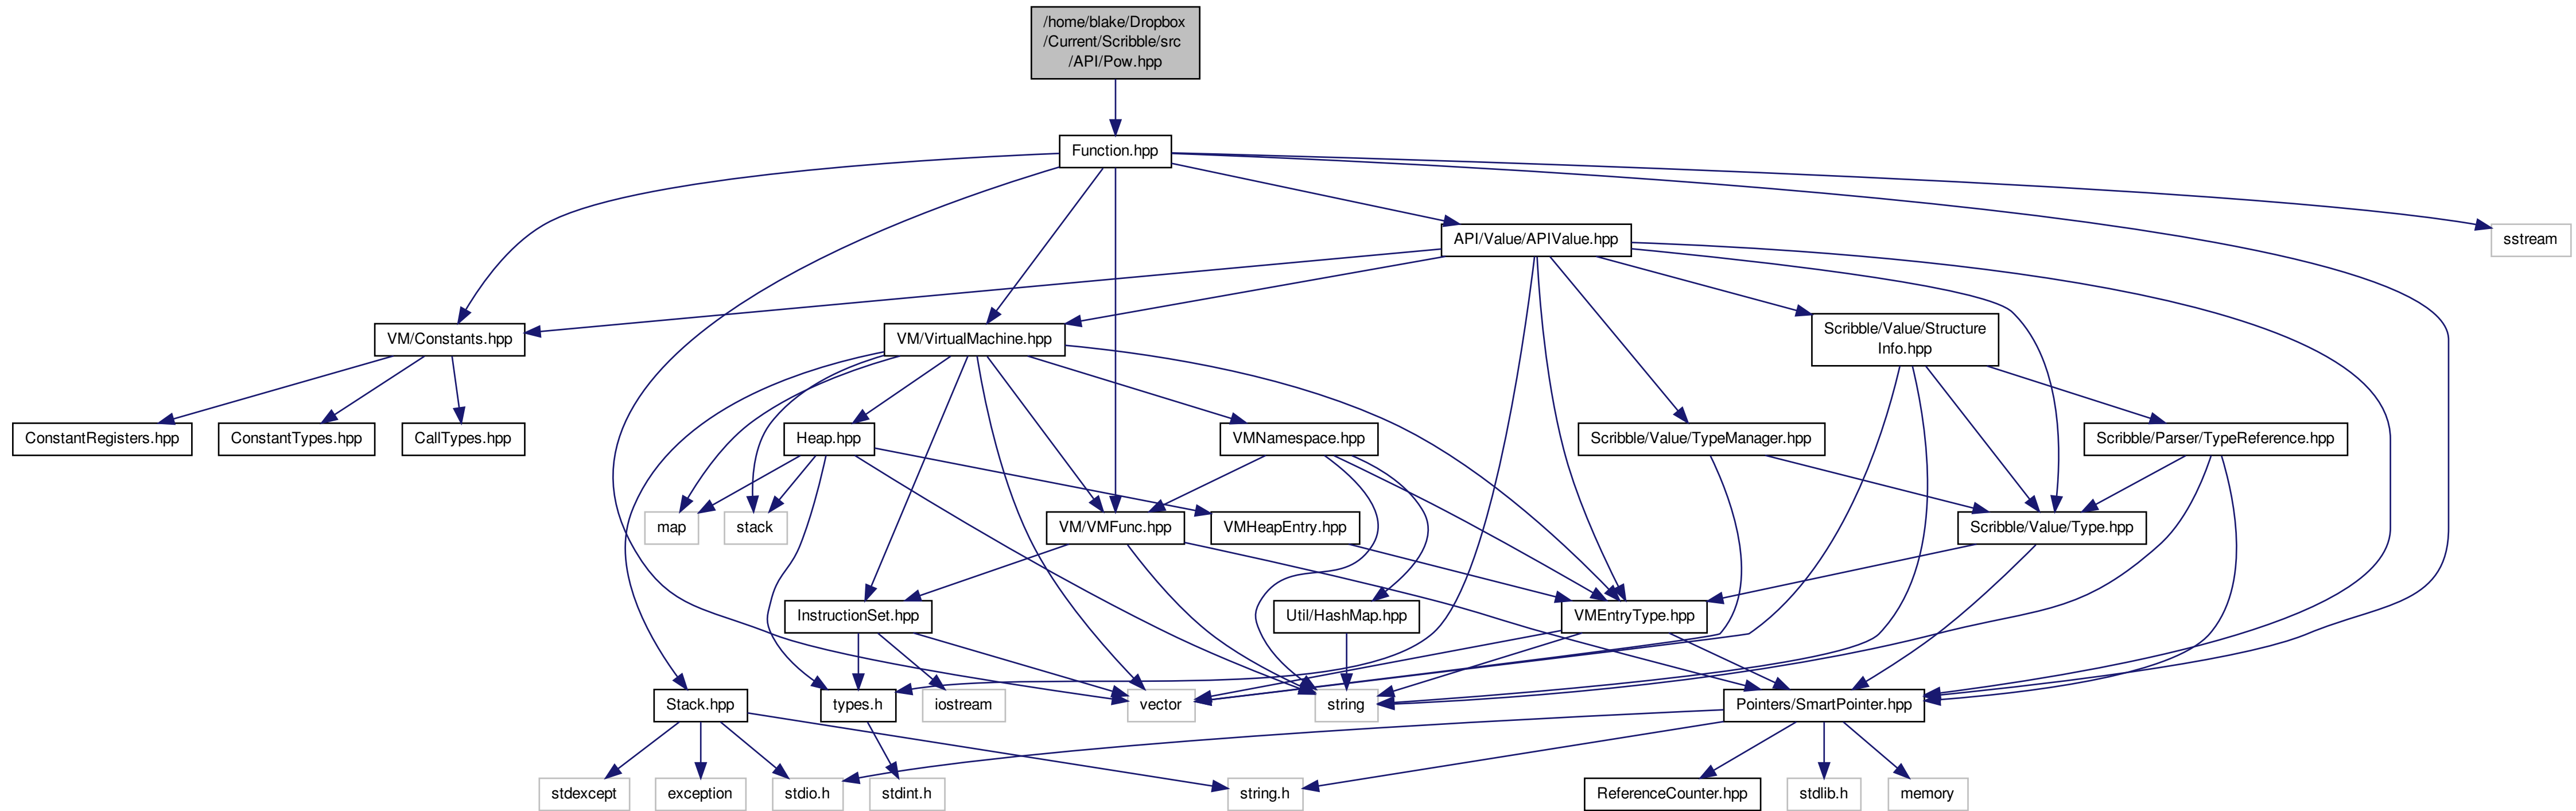 /home/blake/Dropbox
/Current/Scribble/src
/API/Pow.hpp
Function.hpp
API/Value/APIValue.hpp
sstream
VM/Constants.hpp
VM/VirtualMachine.hpp
Scribble/Value/Structure
Info.hpp
ConstantRegisters.hpp
ConstantTypes.hpp
CallTypes.hpp
Heap.hpp
VMNamespace.hpp
Scribble/Value/TypeManager.hpp
Scribble/Parser/TypeReference.hpp
map
stack
VM/VMFunc.hpp
VMHeapEntry.hpp
Scribble/Value/Type.hpp
InstructionSet.hpp
Util/HashMap.hpp
VMEntryType.hpp
Stack.hpp
types.h
iostream
vector
string
Pointers/SmartPointer.hpp
stdexcept
exception
stdio.h
stdint.h
string.h
ReferenceCounter.hpp
stdlib.h
memory